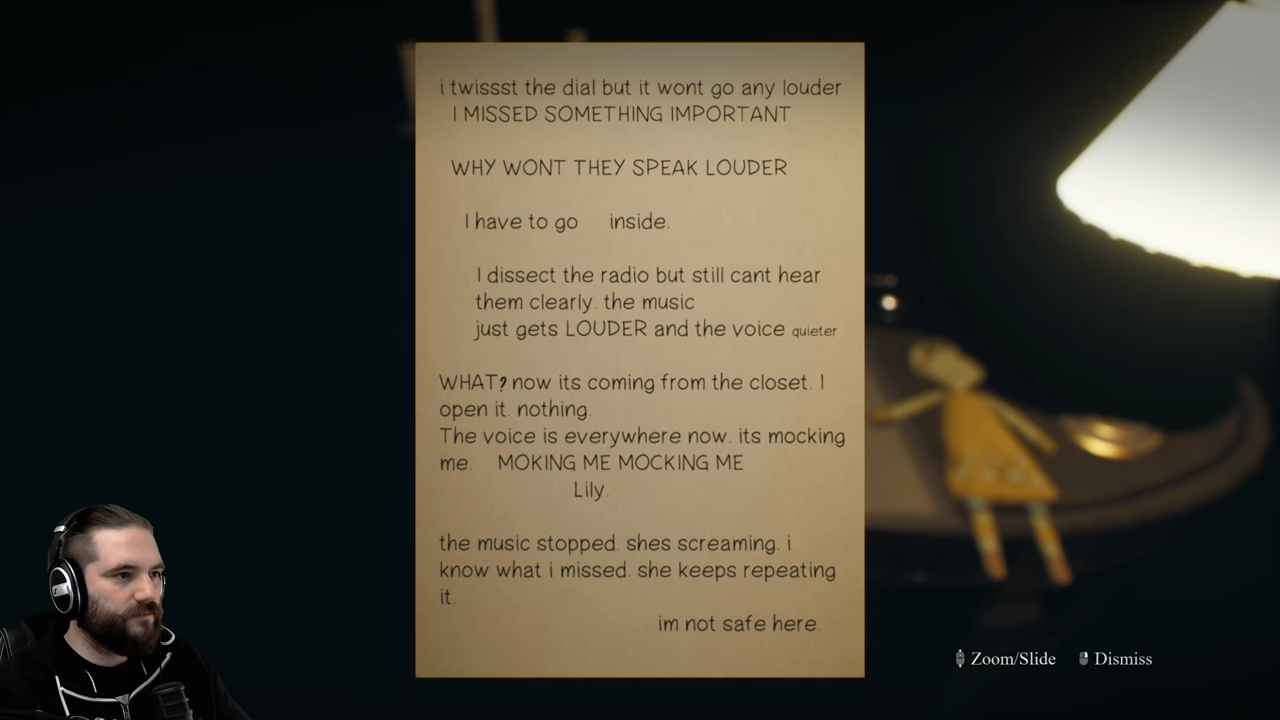 i twissst the dial but it wont go any louder
I MISSED SOMETHING IMPORTANT
WHY WONT THEY SPEAK LOUDER
I have to go inside.
I dissect the radio but still cant hear
them clearly. the music
just gets LOUDER and the voice quieter
WHAT? now its coming from the closet. I
open it. nothing.
The voice is everywhere now. its mocking
me. MOKING ME MOCKING ME
Lily.
the music stopped. shes screaming. i
know what i missed. she keeps repeating
it.
im not safe here.
Zoom/Slide Dismiss